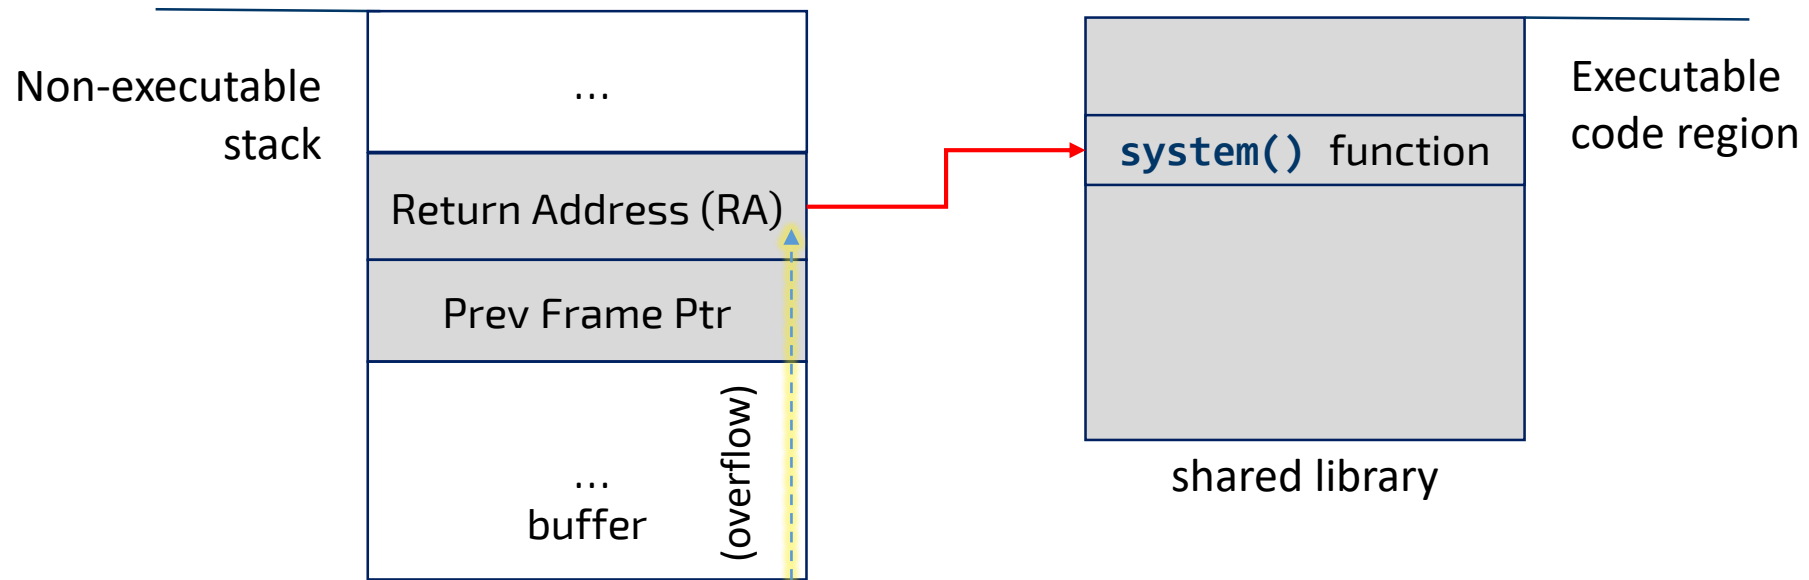 Non-executable
stack
...
Return Address (RA)
Prev Frame Ptr
...
buffer
(overflow)
system() function
shared library
Executable
code region